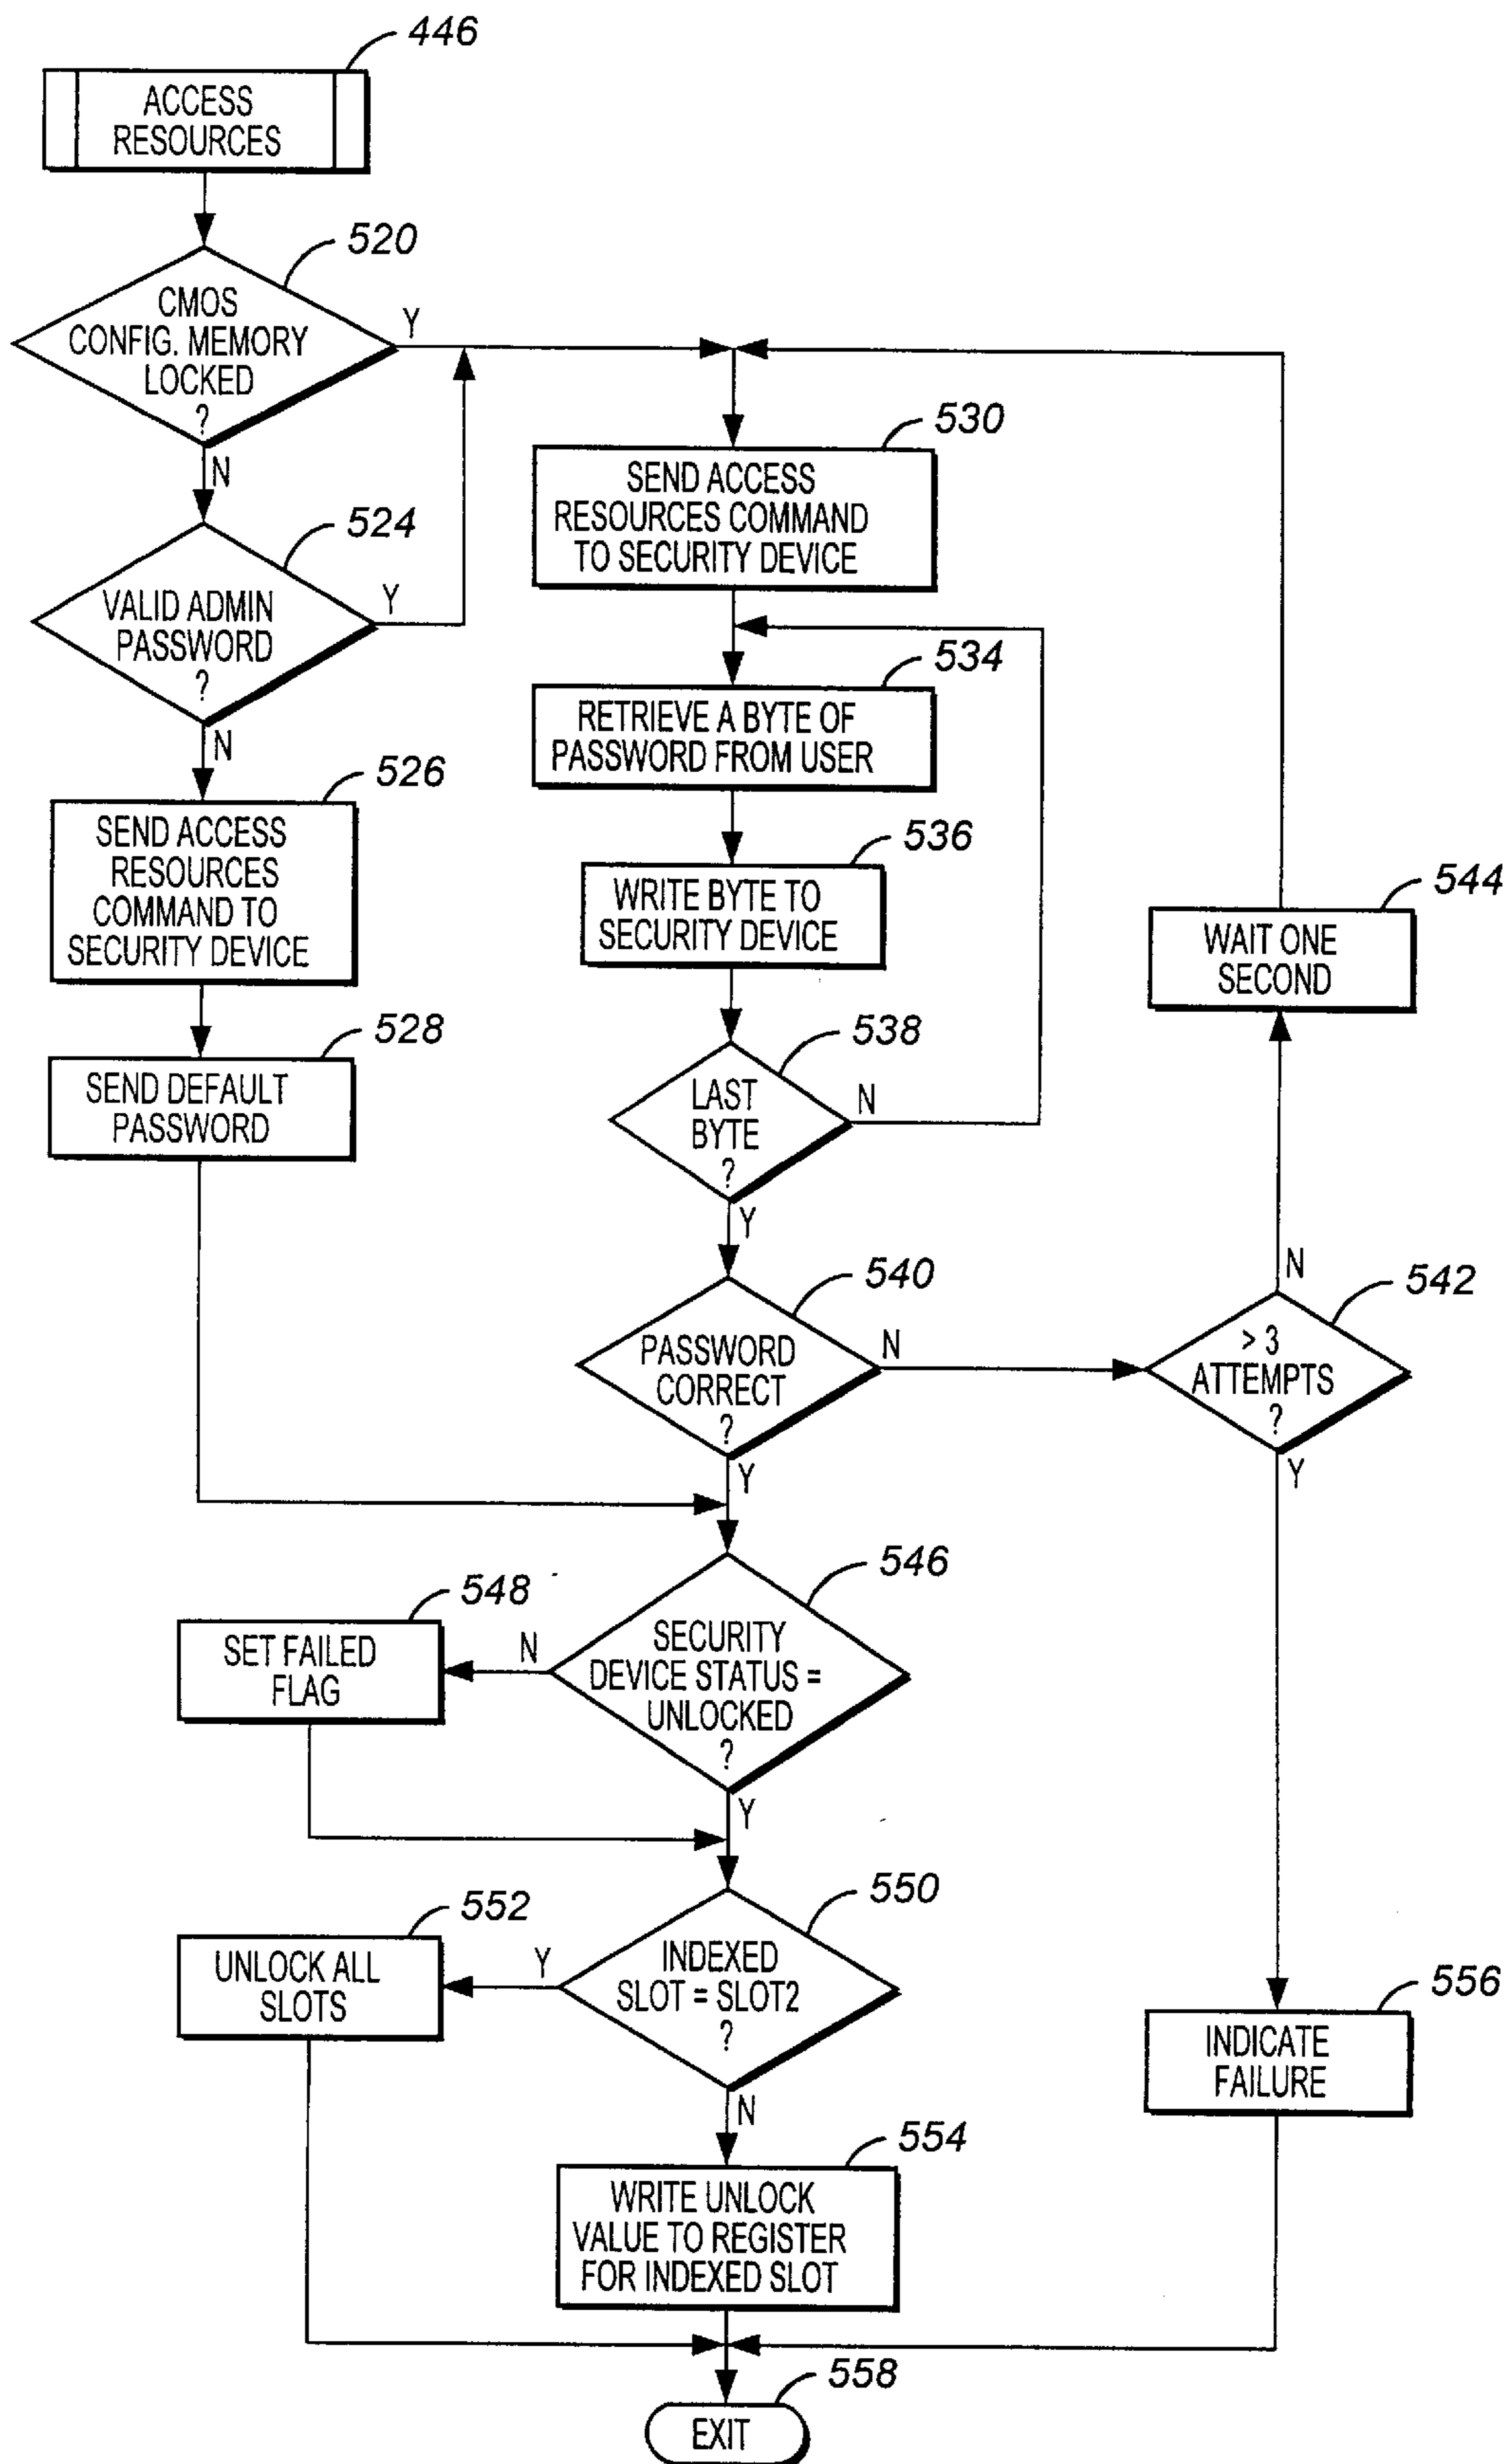 446
ACCESS
RESOURCES
520
CMOS
CONFIG. MEMORY
LOCKED
?
Y
N
524
VALID ADMIN
PASSWORD
?
Y
N
526
SEND ACCESS
RESOURCES
COMMAND TO
SECURITY DEVICE
528
SEND DEFAULT
PASSWORD
530
SEND ACCESS
RESOURCES COMMAND
TO SECURITY DEVICE
534
RETRIEVE A BYTE OF
PASSWORD FROM USER
536
WRITE BYTE TO
SECURITY DEVICE
538
LAST
BYTE
?
N
Y
540
PASSWORD
CORRECT
?
N
Y
544
WAIT ONE
SECOND
N
542
> 3
ATTEMPTS
?
Y
546
SECURITY
DEVICE STATUS =
UNLOCKED
?
N
Y
548
SET FAILED
FLAG
550
INDEXED
SLOT = SLOT2
?
Y
N
552
UNLOCK ALL
SLOTS
554
WRITE UNLOCK
VALUE TO REGISTER
FOR INDEXED SLOT
556
INDICATE
FAILURE
558
EXIT